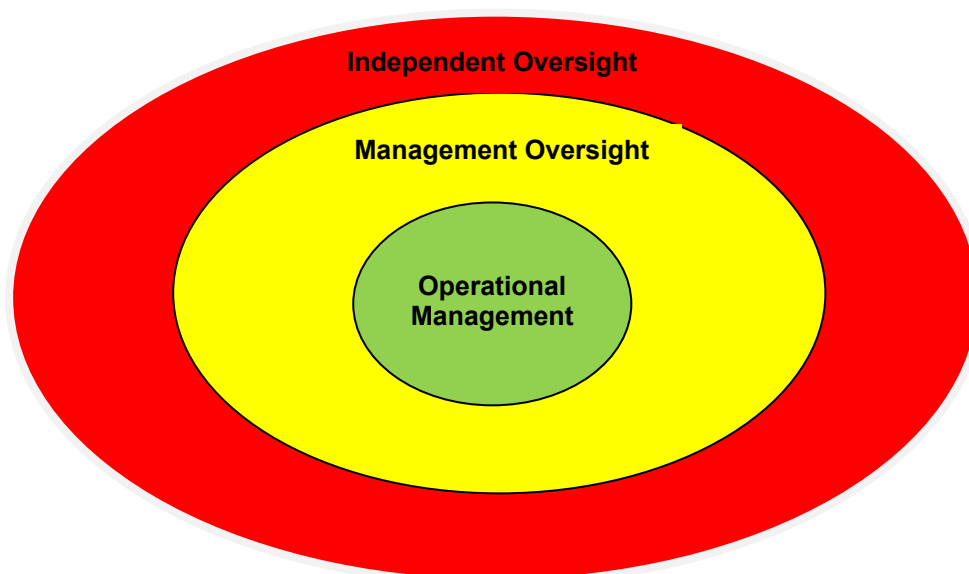 Independent Oversight
Management Oversight
Operational
Management